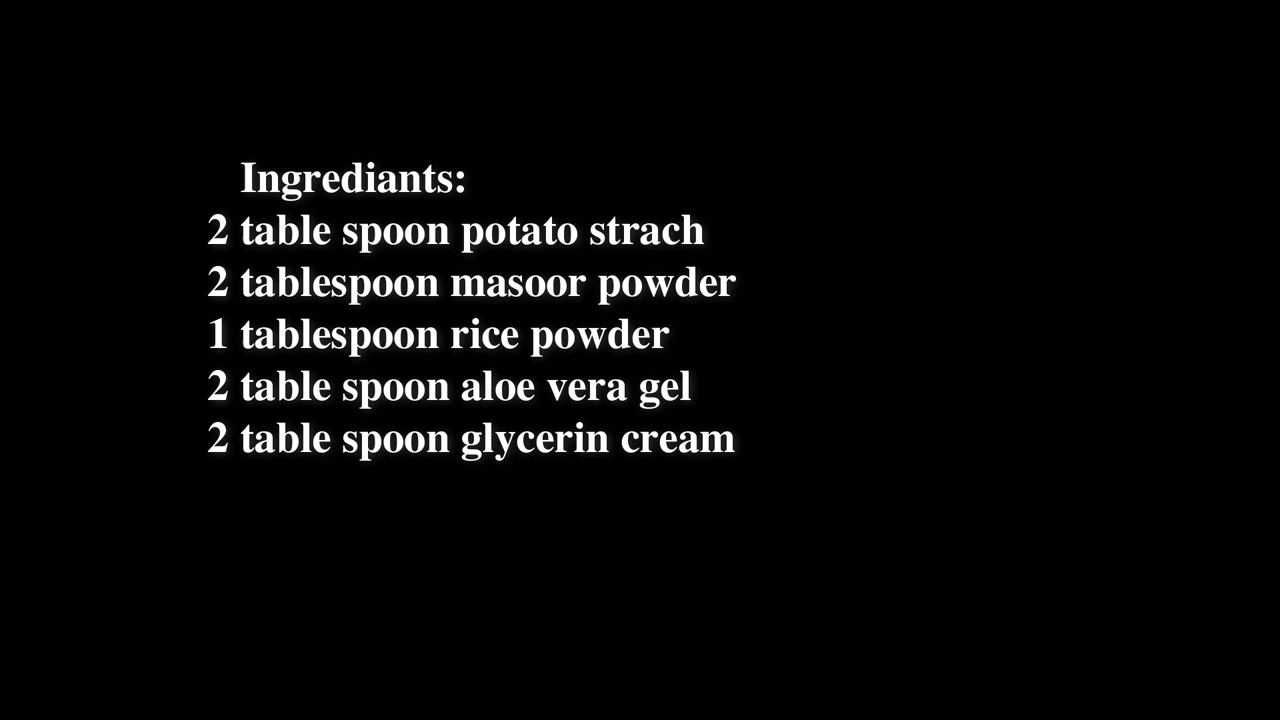 Ingrediants:
2 table spoon potato strach
2 tablespoon masoor powder
1 tablespoon rice powder
2 table spoon aloe vera gel
2 table spoon glycerin cream